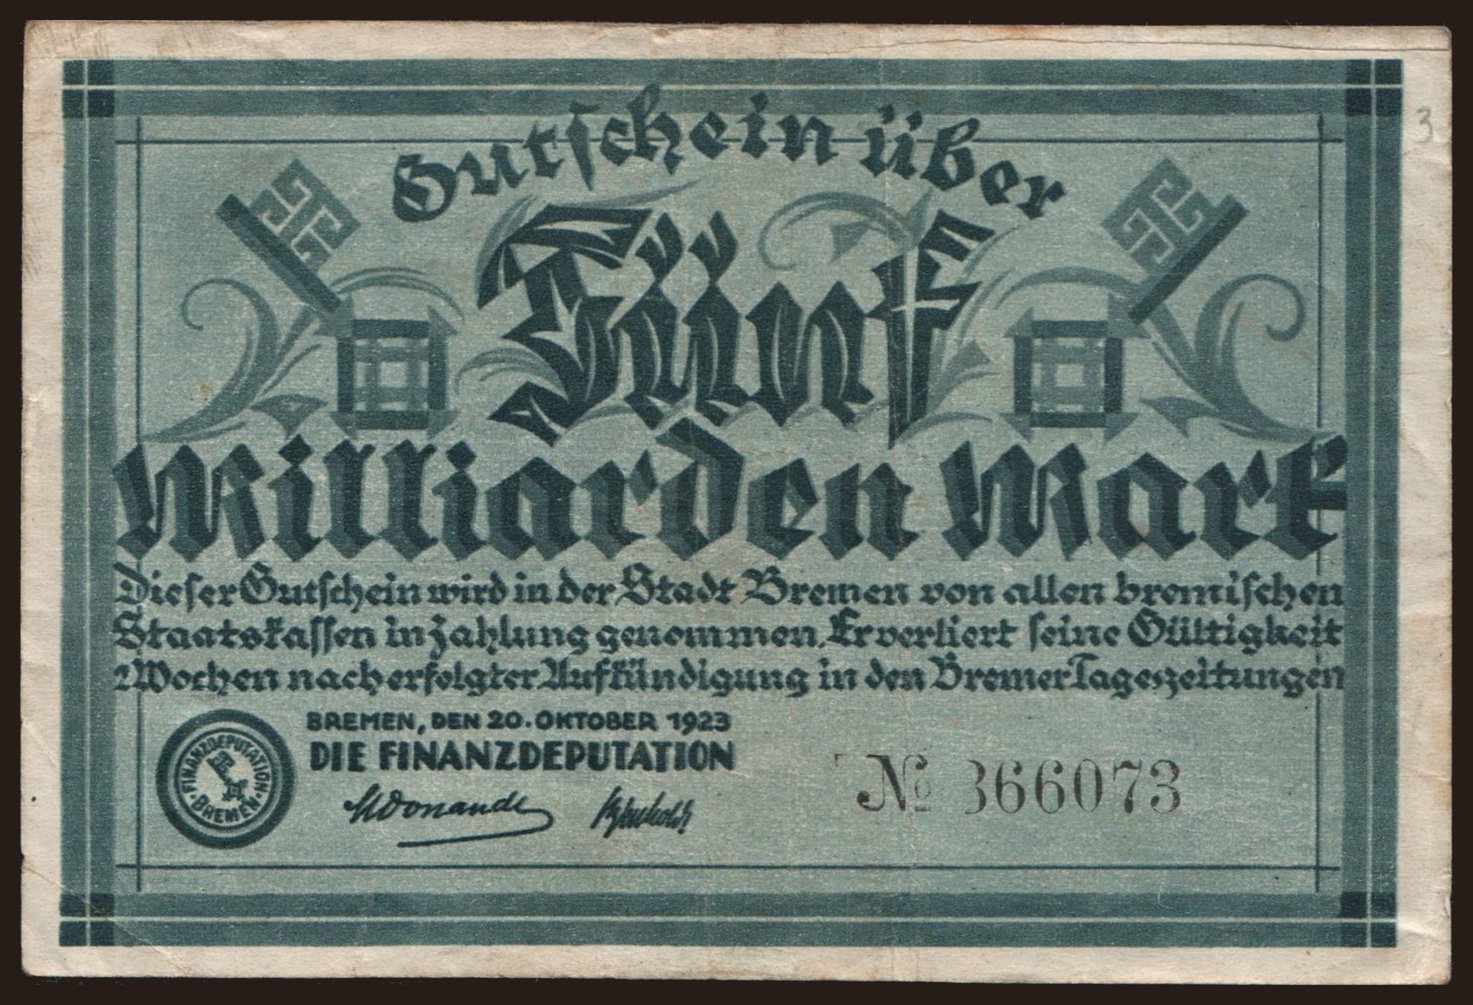 Gutschein über
Fünf
Milliarden Mark
Dieser Gutschein wird in der Stadt Bremen von allen bremischen
Staatskassen in Zahlung genommen. Er verliert seine Gültigkeit
2 Wochen nach erfolgter Aufkündigung in den Bremer Tageszeitungen
BREMEN, DEN 20. OKTOBER 1923
DIE FINANZDEPUTATION
FINANZDEPUTATION
· BREMEN ·
No 366073
3